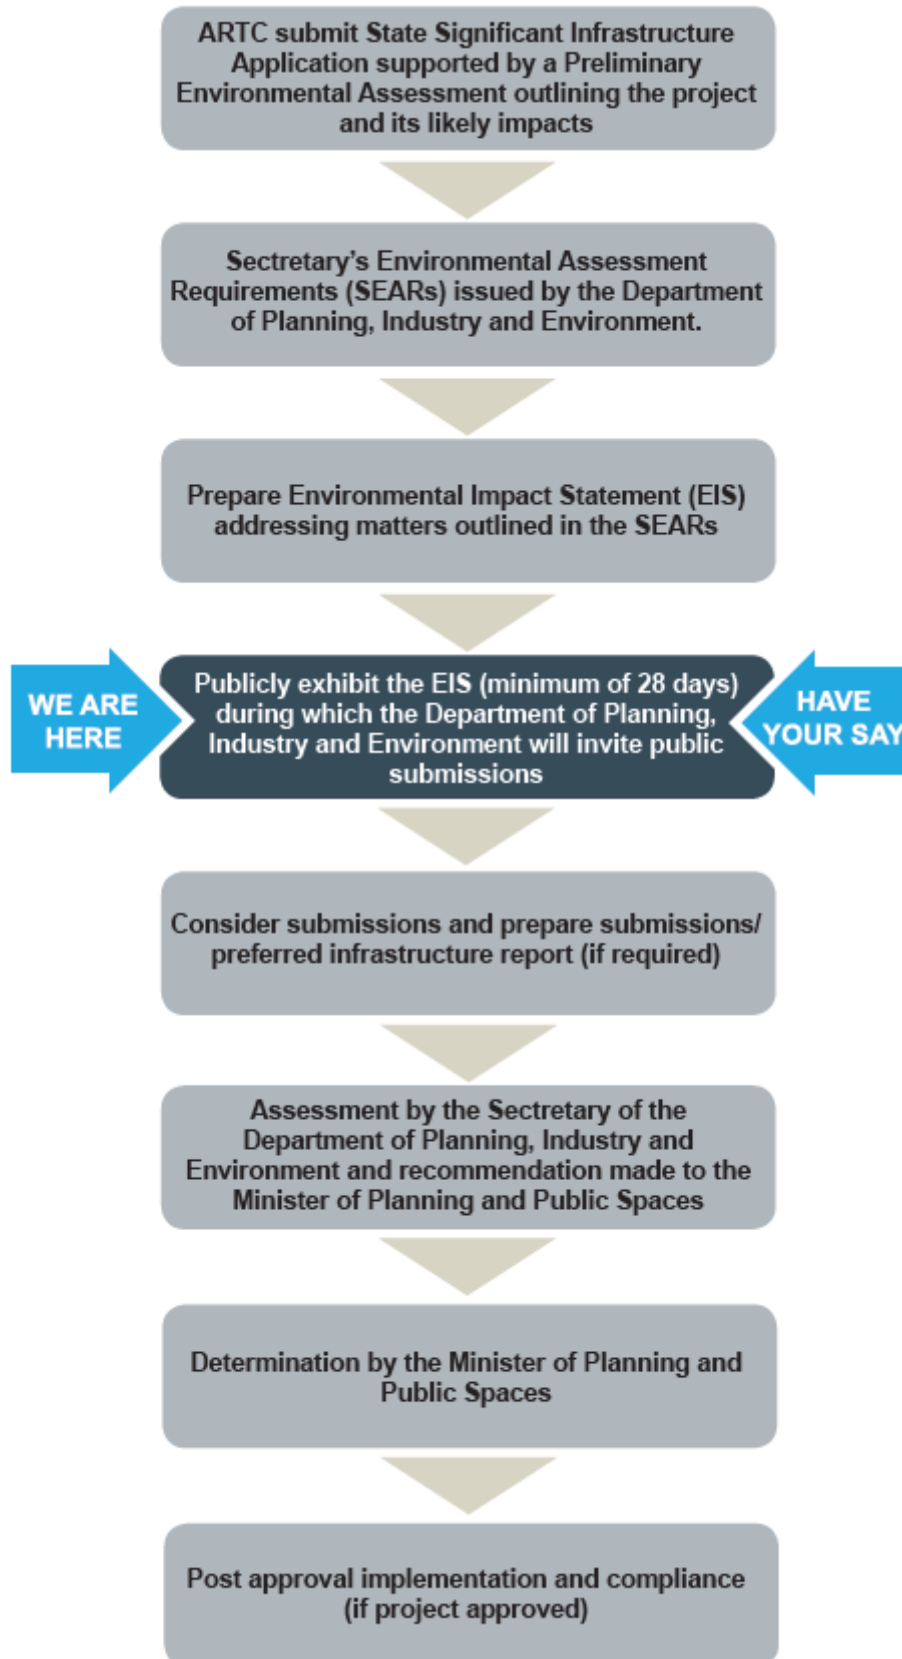 ARTC submit State Significant Infrastructure
Application supported by a Preliminary
Environmental Assessment outlining the project
and its likely impacts
Sectretary's Environmental Assessment
Requirements (SEARs) issued by the Department
of Planning, Industry and Environment.
Prepare Environmental Impact Statement (EIS)
addressing matters outlined in the SEARs
WE ARE
HERE
Publicly exhibit the EIS (minimum of 28 days)
during which the Department of Planning,
Industry and Environment will invite public
submissions
HAVE
YOUR SAY
Consider submissions and prepare submissions/
preferred infrastructure report (if required)
Assessment by the Sectretary of the
Department of Planning, Industry and
Environment and recommendation made to the
Minister of Planning and Public Spaces
Determination by the Minister of Planning and
Public Spaces
Post approval implementation and compliance
(if project approved)